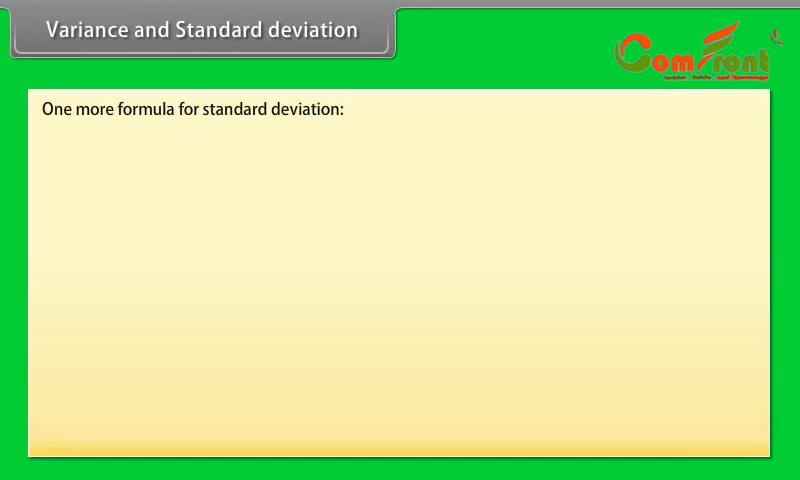 Variance and Standard deviation
ComFront
One more formula for standard deviation: